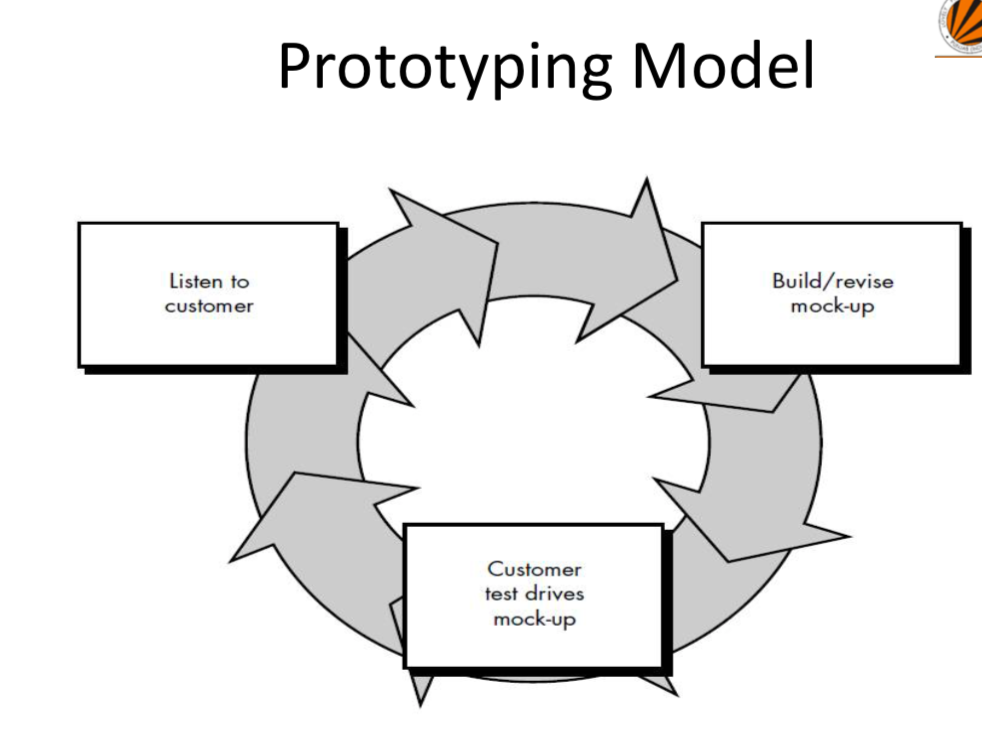 Prototyping Model
Listen to
customer
Build/revise
mock-up
Customer
test drives
mock-up